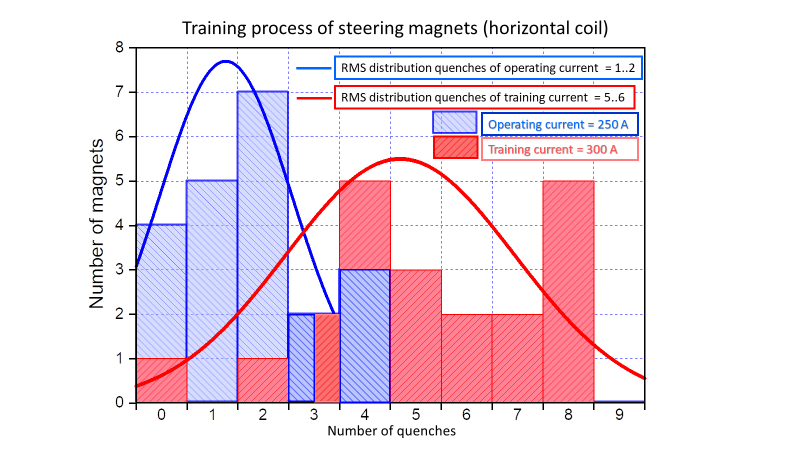 Training process of steering magnets (horizontal coil)
RMS distribution quenches of operating current = 1..2
RMS distribution quenches of training current = 5..6
Operating current = 250 A
Training current = 300 A
Number of magnets
8
7
6
5
4
3
2
1
0
0 1 2 3 4 5 6 7 8 9
Number of quenches